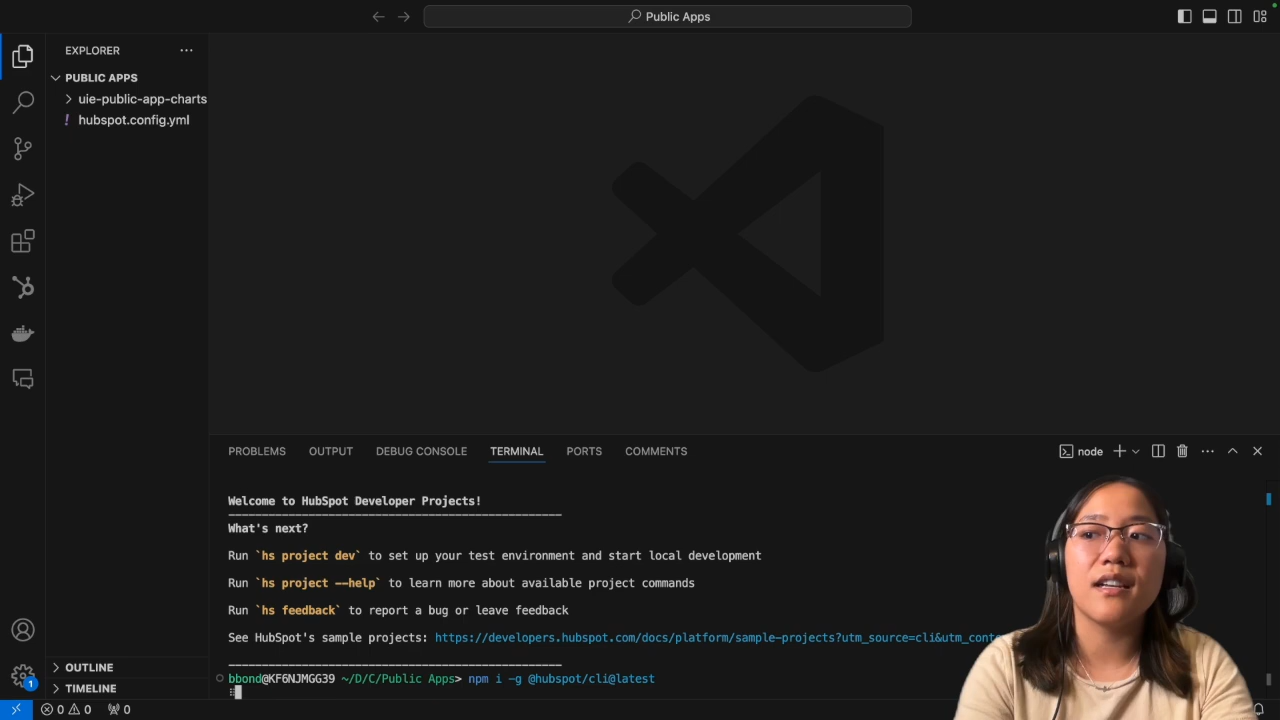 Public Apps
EXPLORER
PUBLIC APPS
uie-public-app-charts
! hubspot.config.yml
PROBLEMS OUTPUT DEBUG CONSOLE TERMINAL PORTS COMMENTS
node
Welcome to HubSpot Developer Projects!
What's next?
Run `hs project dev` to set up your test environment and start local development
Run `hs project --help` to learn more about available project commands
Run `hs feedback` to report a bug or leave feedback
See HubSpot's sample projects: https://developers.hubspot.com/docs/platform/sample-projects?utm_source=cli&utm_conte
bbond@KF6NJMGG39 ~/D/C/Public Apps> npm i -g @hubspot/cli@latest
OUTLINE
TIMELINE
1
0 0 0